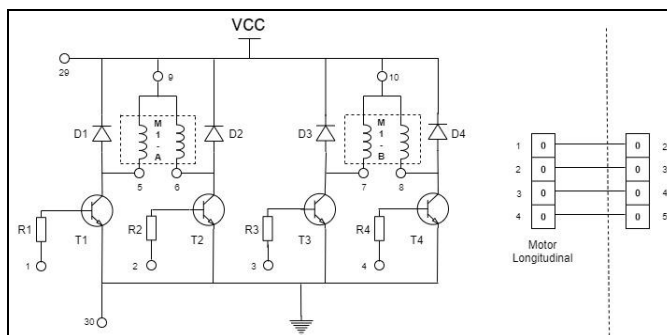 VCC
29
9
10
D1
M
1
-
A
D2
D3
M
1
-
B
D4
5
6
7
8
R1
T1
R2
T2
R3
T3
R4
T4
1
2
3
4
30
1 0 0 2
2 0 0 3
3 0 0 4
4 0 0 5
Motor
Longitudinal